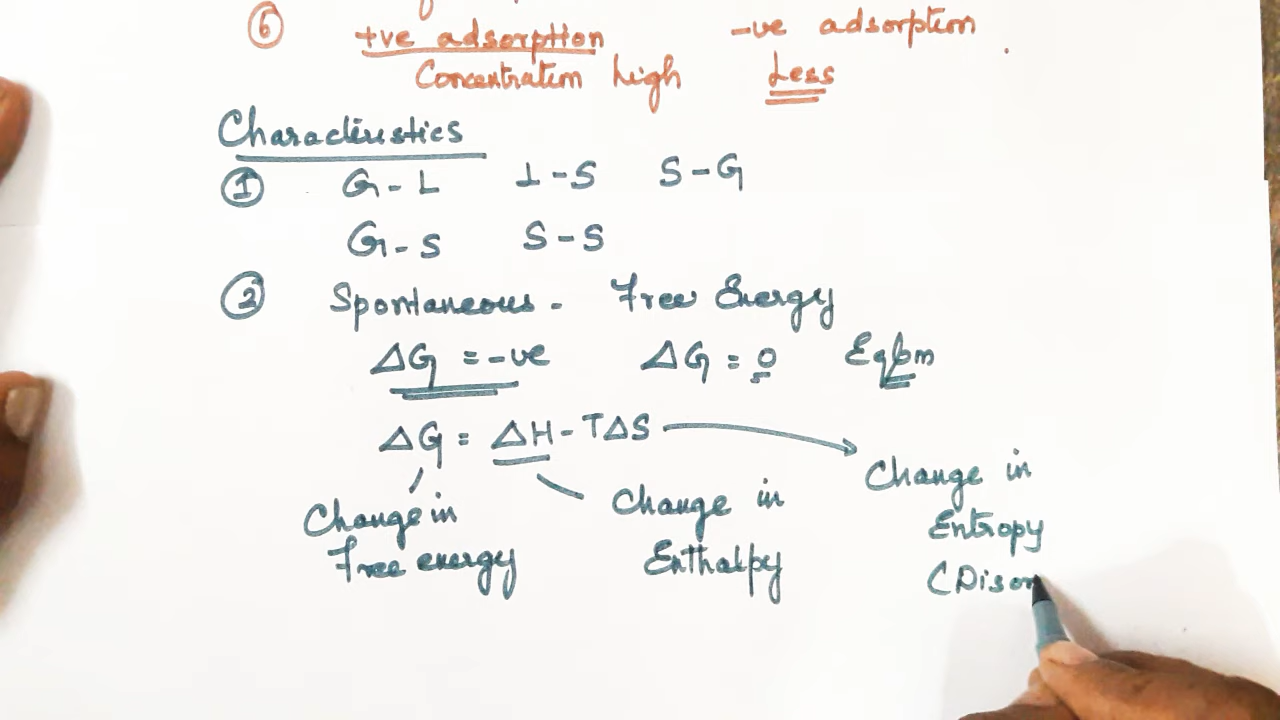 6 +ve adsorption -ve adsorption
Concentration high Less
Characteristics
1 G-L L-S S-G
G-S S-S
2 Spontaneous - Free Energy
ΔG = -ve ΔG = 0 Eqbm
ΔG = ΔH - TΔS
Change in Free energy
Change in Enthalpy
Change in Entropy
(Disor